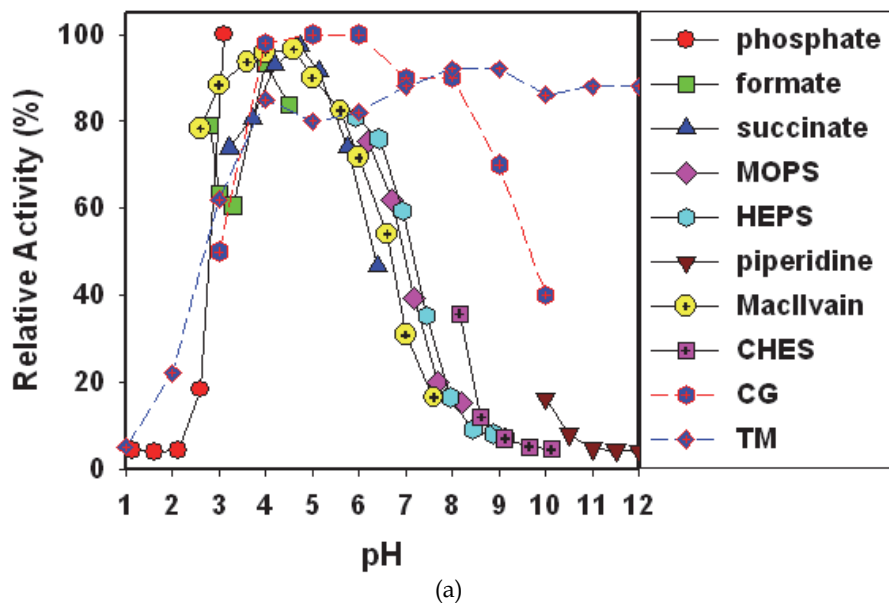 Relative Activity (%)
100
80
60
40
20
0
1 2 3 4 5 6 7 8 9 10 11 12
pH
phosphate
formate
succinate
MOPS
HEPS
piperidine
MacIlvain
CHES
CG
TM
(a)